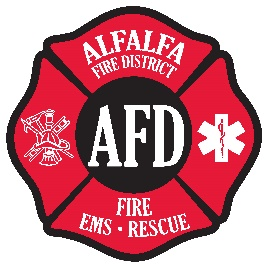 ALFALFA
FIRE DISTRICT
AFD
FIRE
EMS • RESCUE